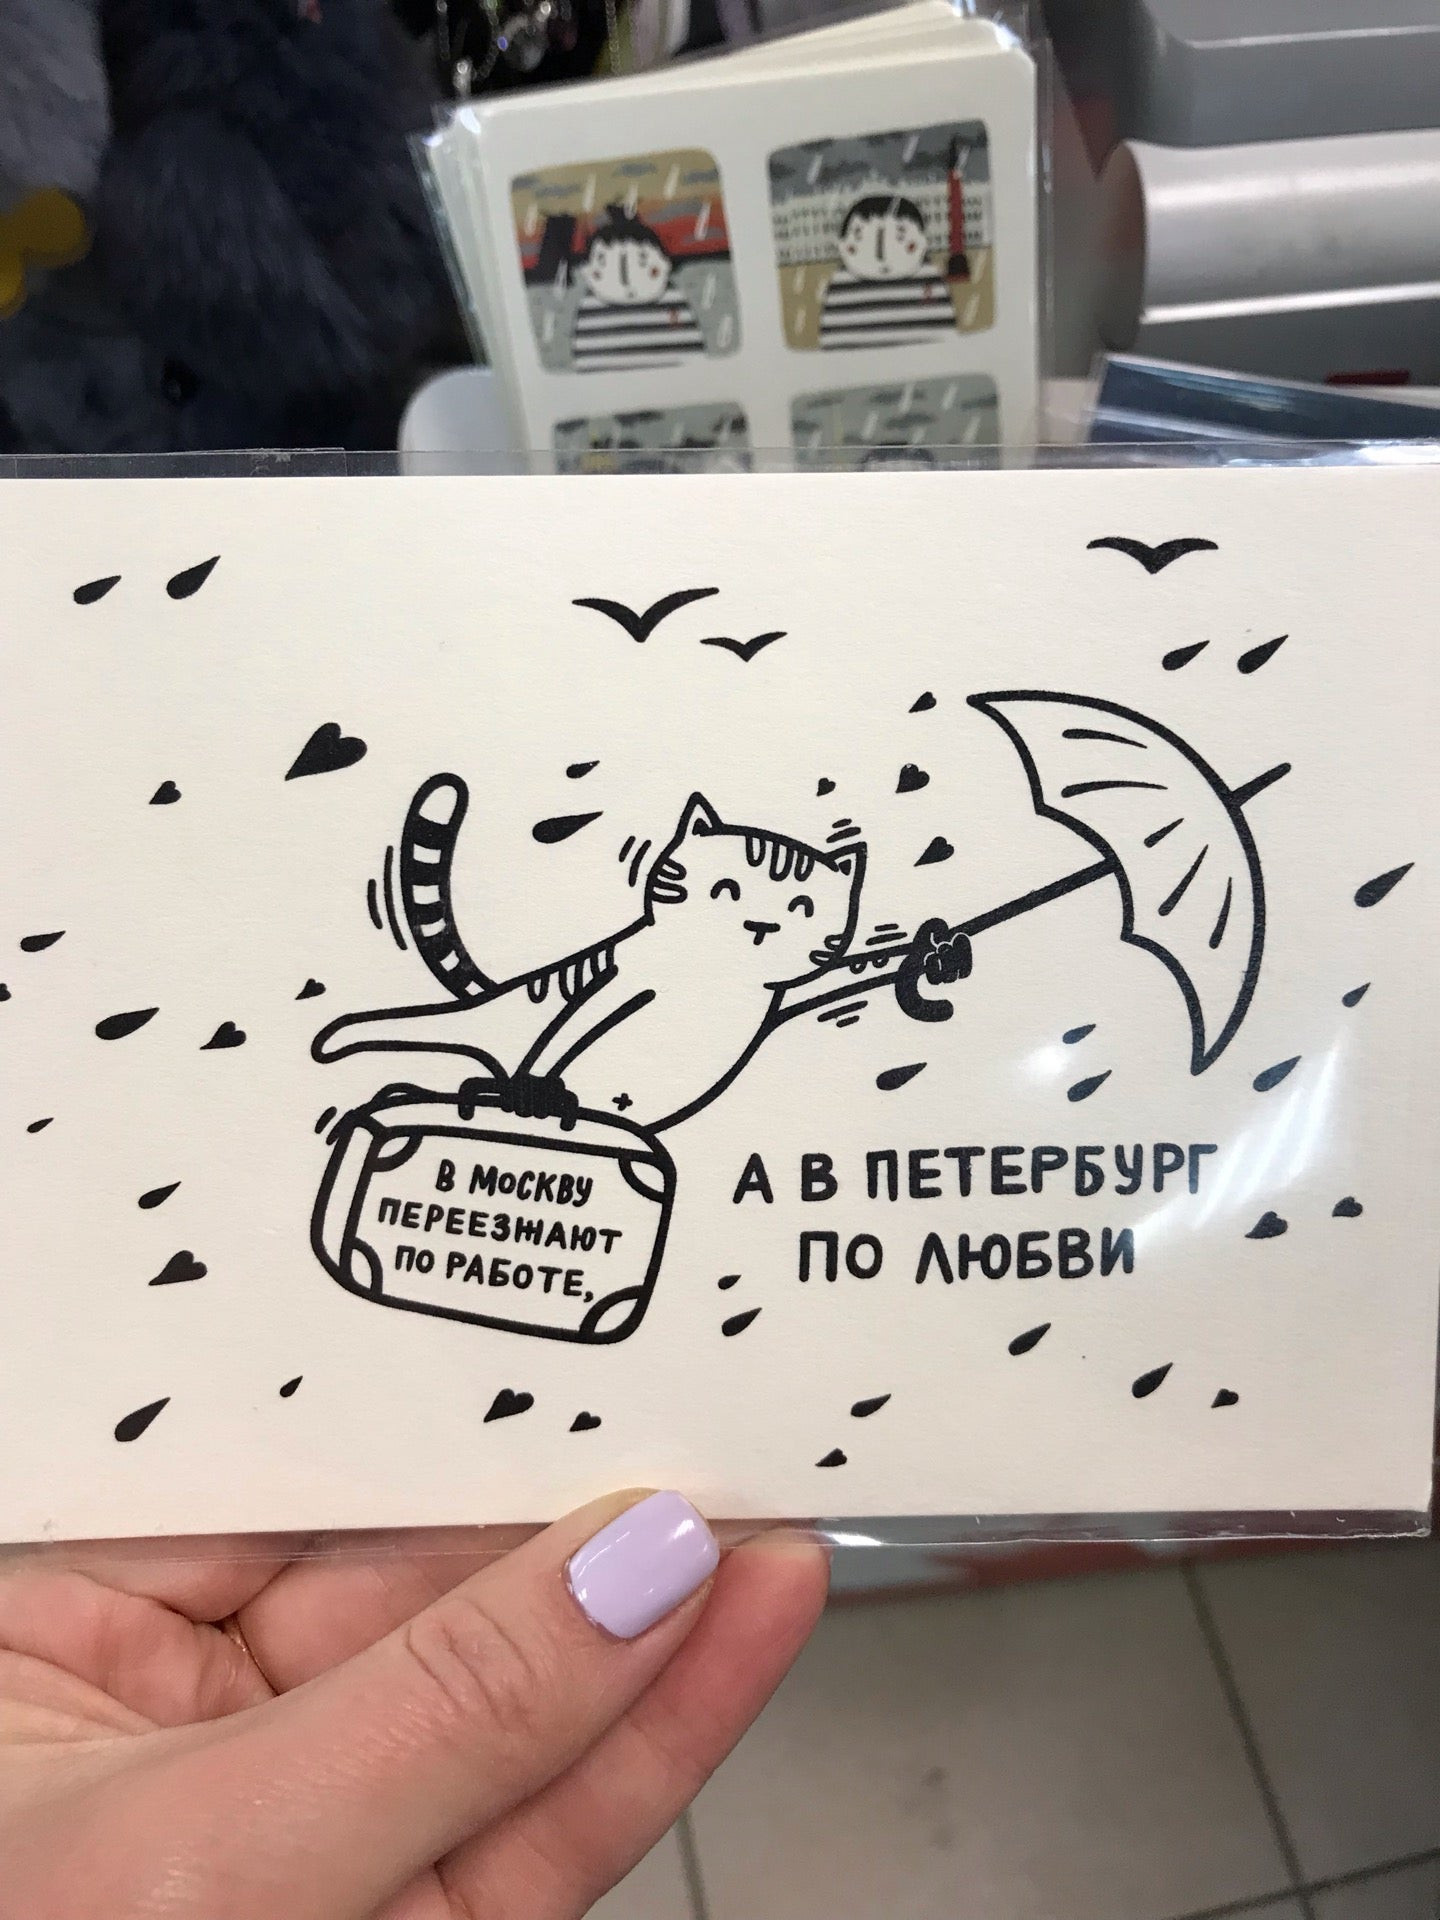 В МОСКВУ
ПЕРЕЕЗЖАЮТ
ПО РАБОТЕ,
А В ПЕТЕРБУРГ
ПО ЛЮБВИ